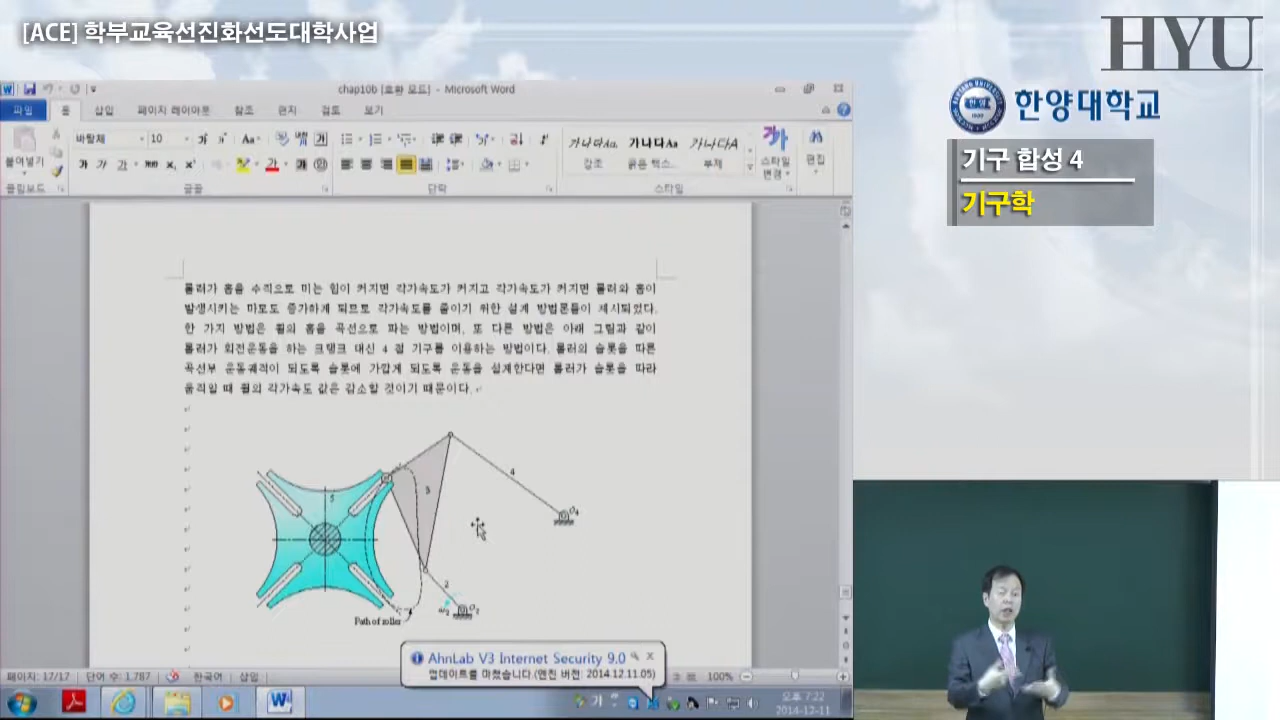 [ACE] 학부교육선진화선도대학사업
HYU
한양대학교
기구 합성 4
기구학
chap10b [호환 모드] - Microsoft Word
파일 홈 삽입 페이지 레이아웃 참조 편지 검토 보기
바탕체 10
붙여넣기
가나다AaI 가나다Aa 가나다A
강조 굵은 텍스... 부제
스타일 변경
편집
클립보드 글꼴 단락 스타일
롤러가 홈을 수직으로 미는 힘이 커지면 각가속도가 커지고 각가속도가 커지면 롤러와 홈이
발생시키는 마모도 증가하게 되므로 각가속도를 줄이기 위한 설계 방법론들이 제시되었다.
한 가지 방법은 휠의 홈을 곡선으로 파는 방법이며, 또 다른 방법은 아래 그림과 같이
롤러가 회전운동을 하는 크랭크 대신 4 절 기구를 이용하는 방법이다. 롤러의 슬롯을 따른
곡선부 운동궤적이 되도록 슬롯에 가깝게 되도록 운동을 설계한다면 롤러가 슬롯을 따라
움직일 때 휠의 각가속도 값은 감소할 것이기 때문이다.
5
3
4
O4
2
ω2
O2
Path of roller
AhnLab V3 Internet Security 9.0
업데이트를 마쳤습니다.(엔진 버전: 2014.12.11.05)
페이지: 17/17 단어 수: 1,787 한국어 삽입 100%
오후 7:22
2014-12-11